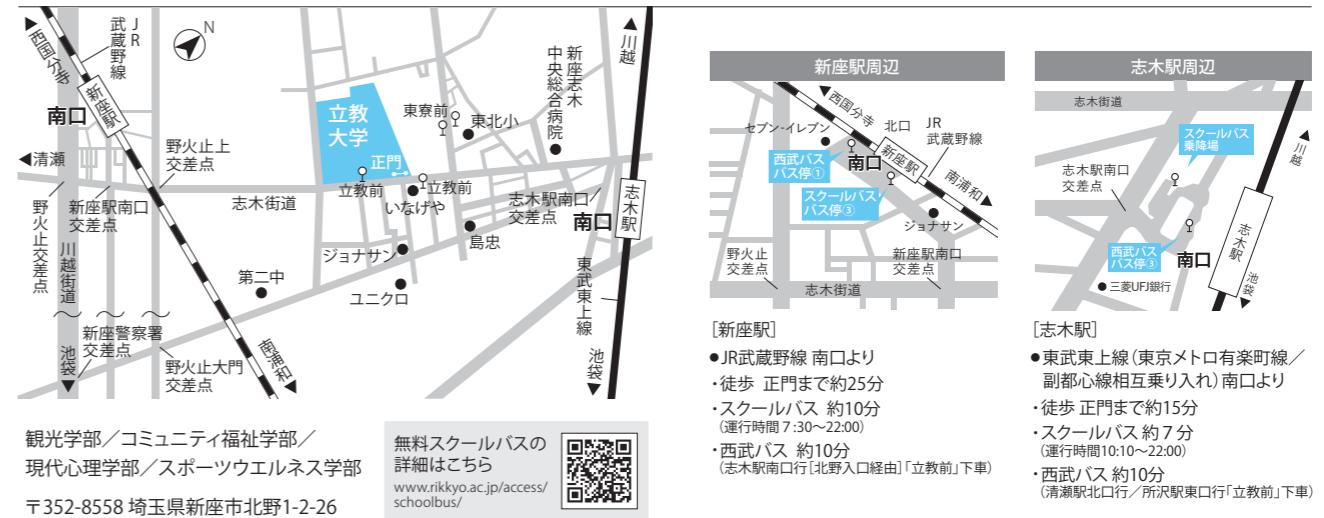 西国分寺
JR
武蔵野線
N
新座駅
南口
清瀬
野火止上
交差点
野火止交差点
新座駅南口
交差点
川越街道
志木街道
立教
大学
正門
立教前
東寮前
東北小
新座志木
中央総合病院
川越
立教前
いなげや
志木駅南口
交差点
南口
志木駅
島忠
ジョナサン
ユニクロ
第二中
東武東上線
池袋
新座警察署
交差点
池袋
野火止大門
交差点
南浦和
観光学部／コミュニティ福祉学部／
現代心理学部／スポーツウエルネス学部
〒352-8558 埼玉県新座市北野1-2-26
無料スクールバスの
詳細はこちら
www.rikkyo.ac.jp/access/
schoolbus/
新座駅周辺
西国分寺
セブン-イレブン
北口
JR
武蔵野線
西武バス
バス停①
南口
新座駅
南浦和
スクールバス
バス停③
ジョナサン
野火止
交差点
新座駅南口
交差点
志木街道
［新座駅］
●JR武蔵野線 南口より
・徒歩 正門まで約25分
・スクールバス 約10分
（運行時間 7:30～22:00）
・西武バス 約10分
（志木駅南口行［北野入口経由］「立教前」下車）
志木駅周辺
志木街道
スクールバス
乗降場
川越
志木駅南口
交差点
西武バス
バス停③
南口
志木駅
池袋
●三菱UFJ銀行
［志木駅］
●東武東上線（東京メトロ有楽町線／
副都心線相互乗り入れ）南口より
・徒歩 正門まで約15分
・スクールバス 約7分
（運行時間10:10～22:00）
・西武バス 約10分
（清瀬駅北口行／所沢駅東口行「立教前」下車）